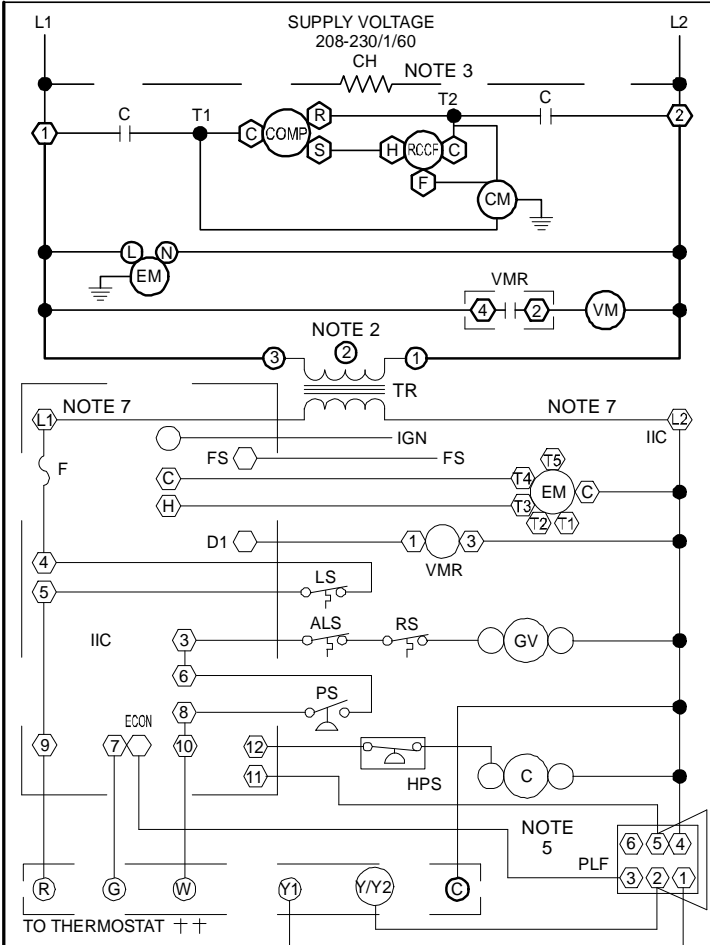 L1 SUPPLY VOLTAGE L2
208-230/1/60
CH NOTE 3
C T1 T2 C
1 C COMP R 2
S H RCCF C
F
CM
L N
EM
VMR
4 2 VM
NOTE 2
3 2 1
TR
L1 NOTE 7 NOTE 7 L2
IGN IIC
F FS FS
C T4 T5 EM C
H T3 T2 T1
D1 1 3
VMR
4
5 LS
IIC 3 ALS RS GV
6
8 PS
ECON
9 7 10 12 C
11 HPS
NOTE
5
6 5 4
PLF
3 2 1
R G W Y1 Y/Y2 C
TO THERMOSTAT ++